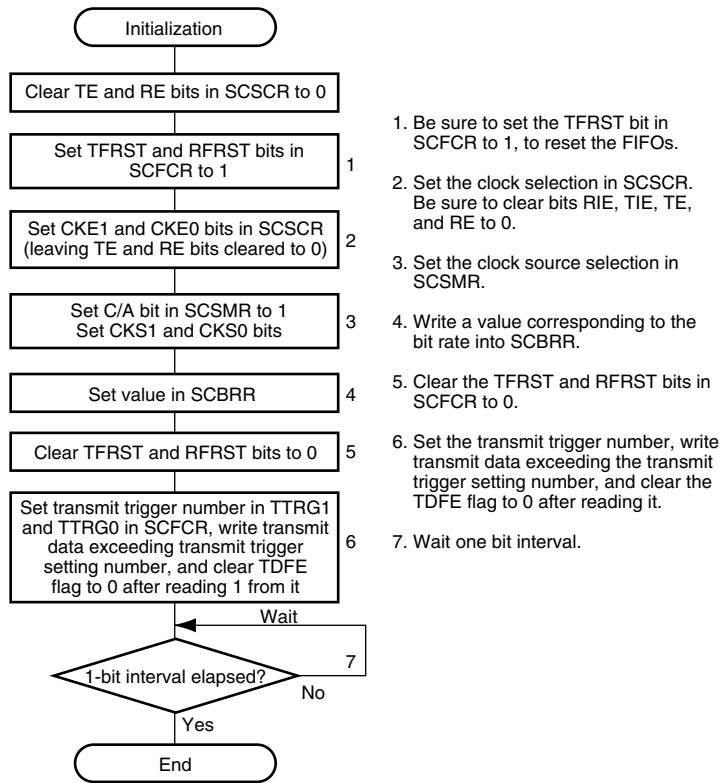 Initialization
Clear TE and RE bits in SCSCR to 0
Set TFRST and RFRST bits in
SCFCR to 1
1
Set CKE1 and CKE0 bits in SCSCR
(leaving TE and RE bits cleared to 0)
2
Set C/A bit in SCSMR to 1
Set CKS1 and CKS0 bits
3
Set value in SCBRR
4
Clear TFRST and RFRST bits to 0
5
Set transmit trigger number in TTRG1
and TTRG0 in SCFCR, write transmit
data exceeding transmit trigger
setting number, and clear TDFE
flag to 0 after reading 1 from it
6
Wait
1-bit interval elapsed?
7
No
Yes
End
1. Be sure to set the TFRST bit in
SCFCR to 1, to reset the FIFOs.
2. Set the clock selection in SCSCR.
Be sure to clear bits RIE, TIE, TE,
and RE to 0.
3. Set the clock source selection in
SCSMR.
4. Write a value corresponding to the
bit rate into SCBRR.
5. Clear the TFRST and RFRST bits in
SCFCR to 0.
6. Set the transmit trigger number, write
transmit data exceeding the transmit
trigger setting number, and clear the
TDFE flag to 0 after reading it.
7. Wait one bit interval.